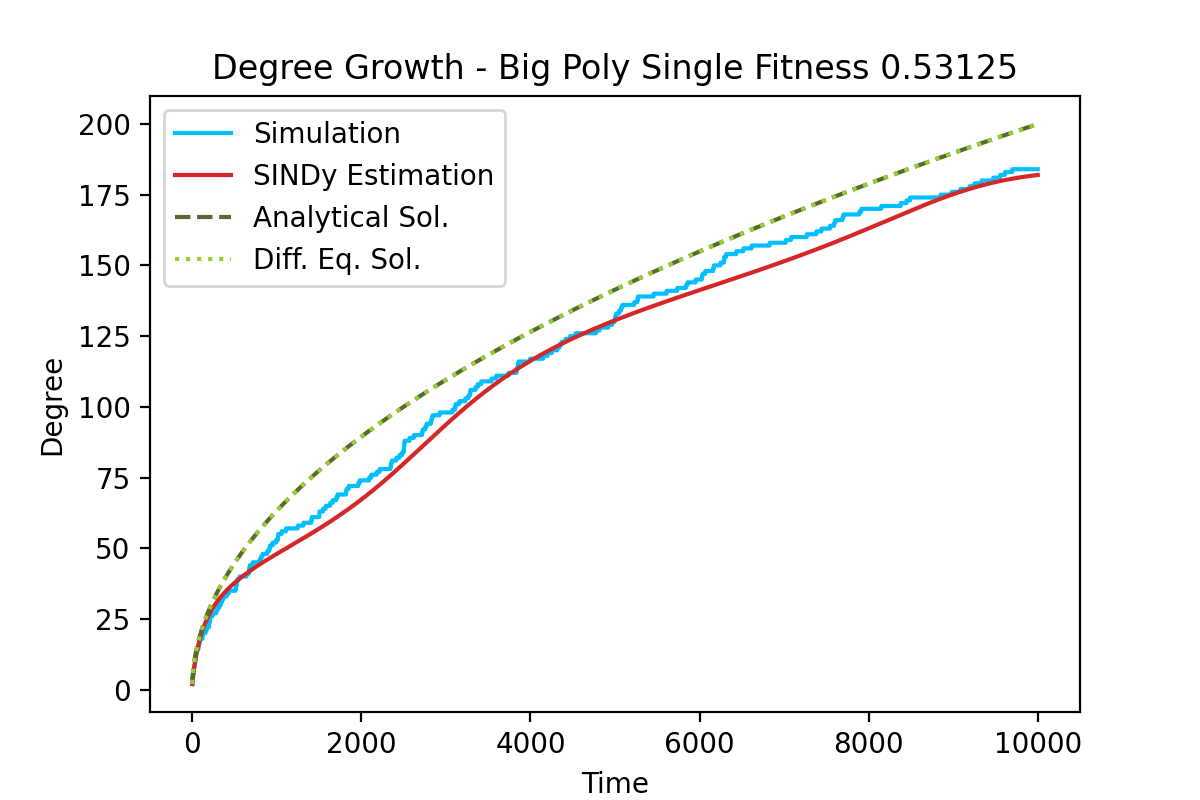 Degree Growth - Big Poly Single Fitness 0.53125
Simulation
SINDy Estimation
Analytical Sol.
Diff. Eq. Sol.
200
175
150
125
100
75
50
25
0
Degree
0 2000 4000 6000 8000 10000
Time